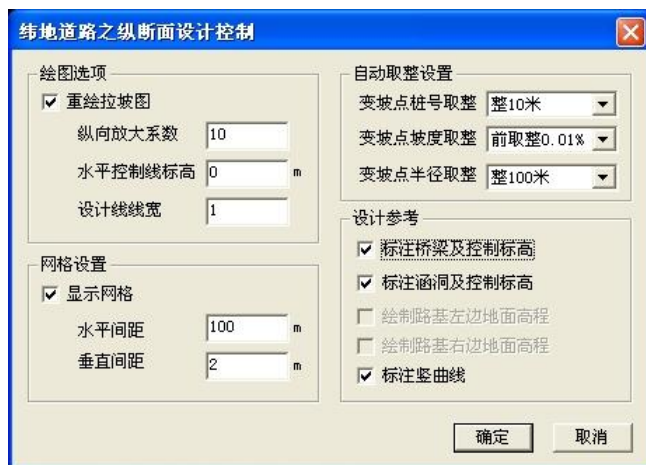 纬地道路之纵断面设计控制
绘图选项
重绘拉坡图
纵向放大系数 10
水平控制线标高 0 m
设计线线宽 1
网格设置
显示网格
水平间距 100 m
垂直间距 2 m
自动取整设置
变坡点桩号取整 整10米
变坡点坡度取整 前取整0.01%
变坡点半径取整 整100米
设计参考
标注桥梁及控制标高
标注涵洞及控制标高
绘制路基左边地面高程
绘制路基右边地面高程
标注竖曲线
确定 取消